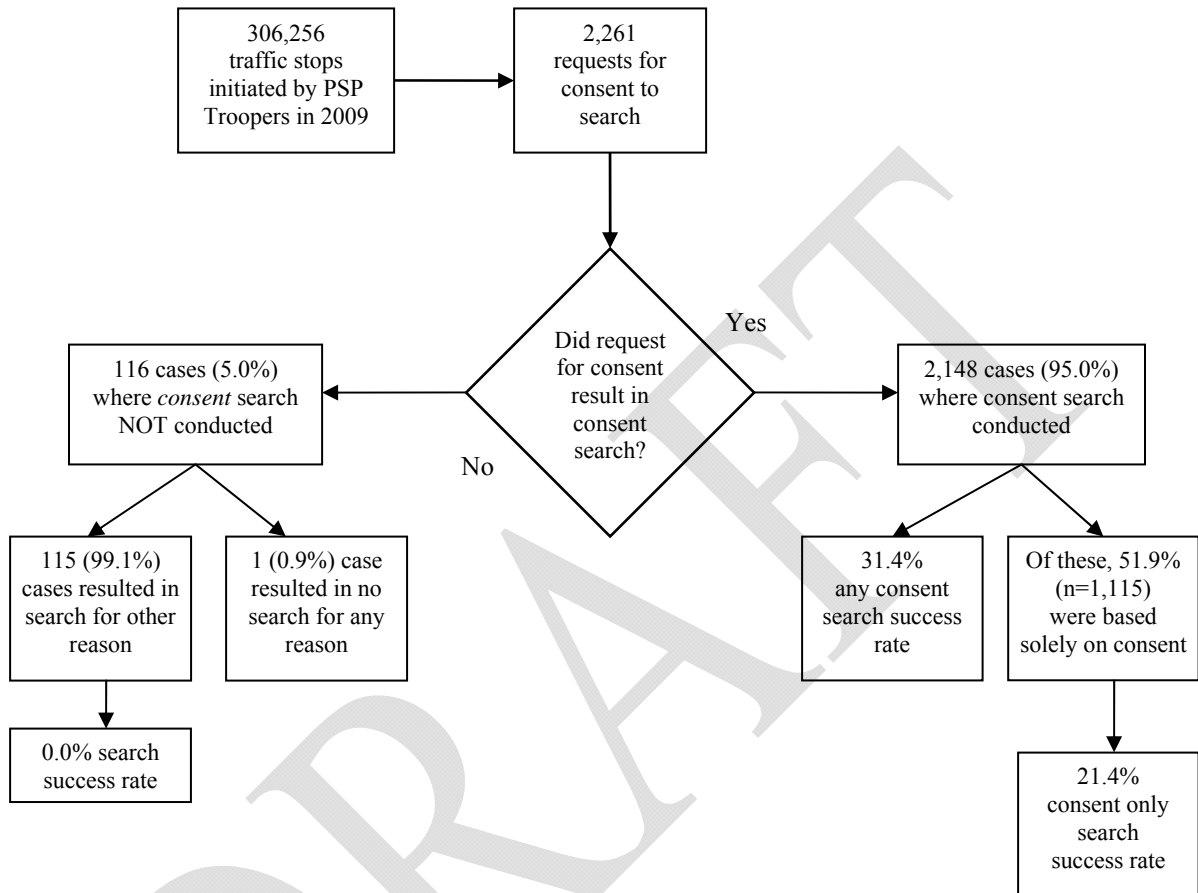 306,256
traffic stops
initiated by PSP
Troopers in 2009
2,261
requests for
consent to
search
Did request
for consent
result in
consent
search?
Yes
No
116 cases (5.0%)
where consent search
NOT conducted
2,148 cases (95.0%)
where consent search
conducted
115 (99.1%)
cases resulted in
search for other
reason
1 (0.9%) case
resulted in no
search for any
reason
31.4%
any consent
search success
rate
Of these, 51.9%
(n=1,115)
were based
solely on consent
0.0% search
success rate
21.4%
consent only
search
success rate
DRAFT